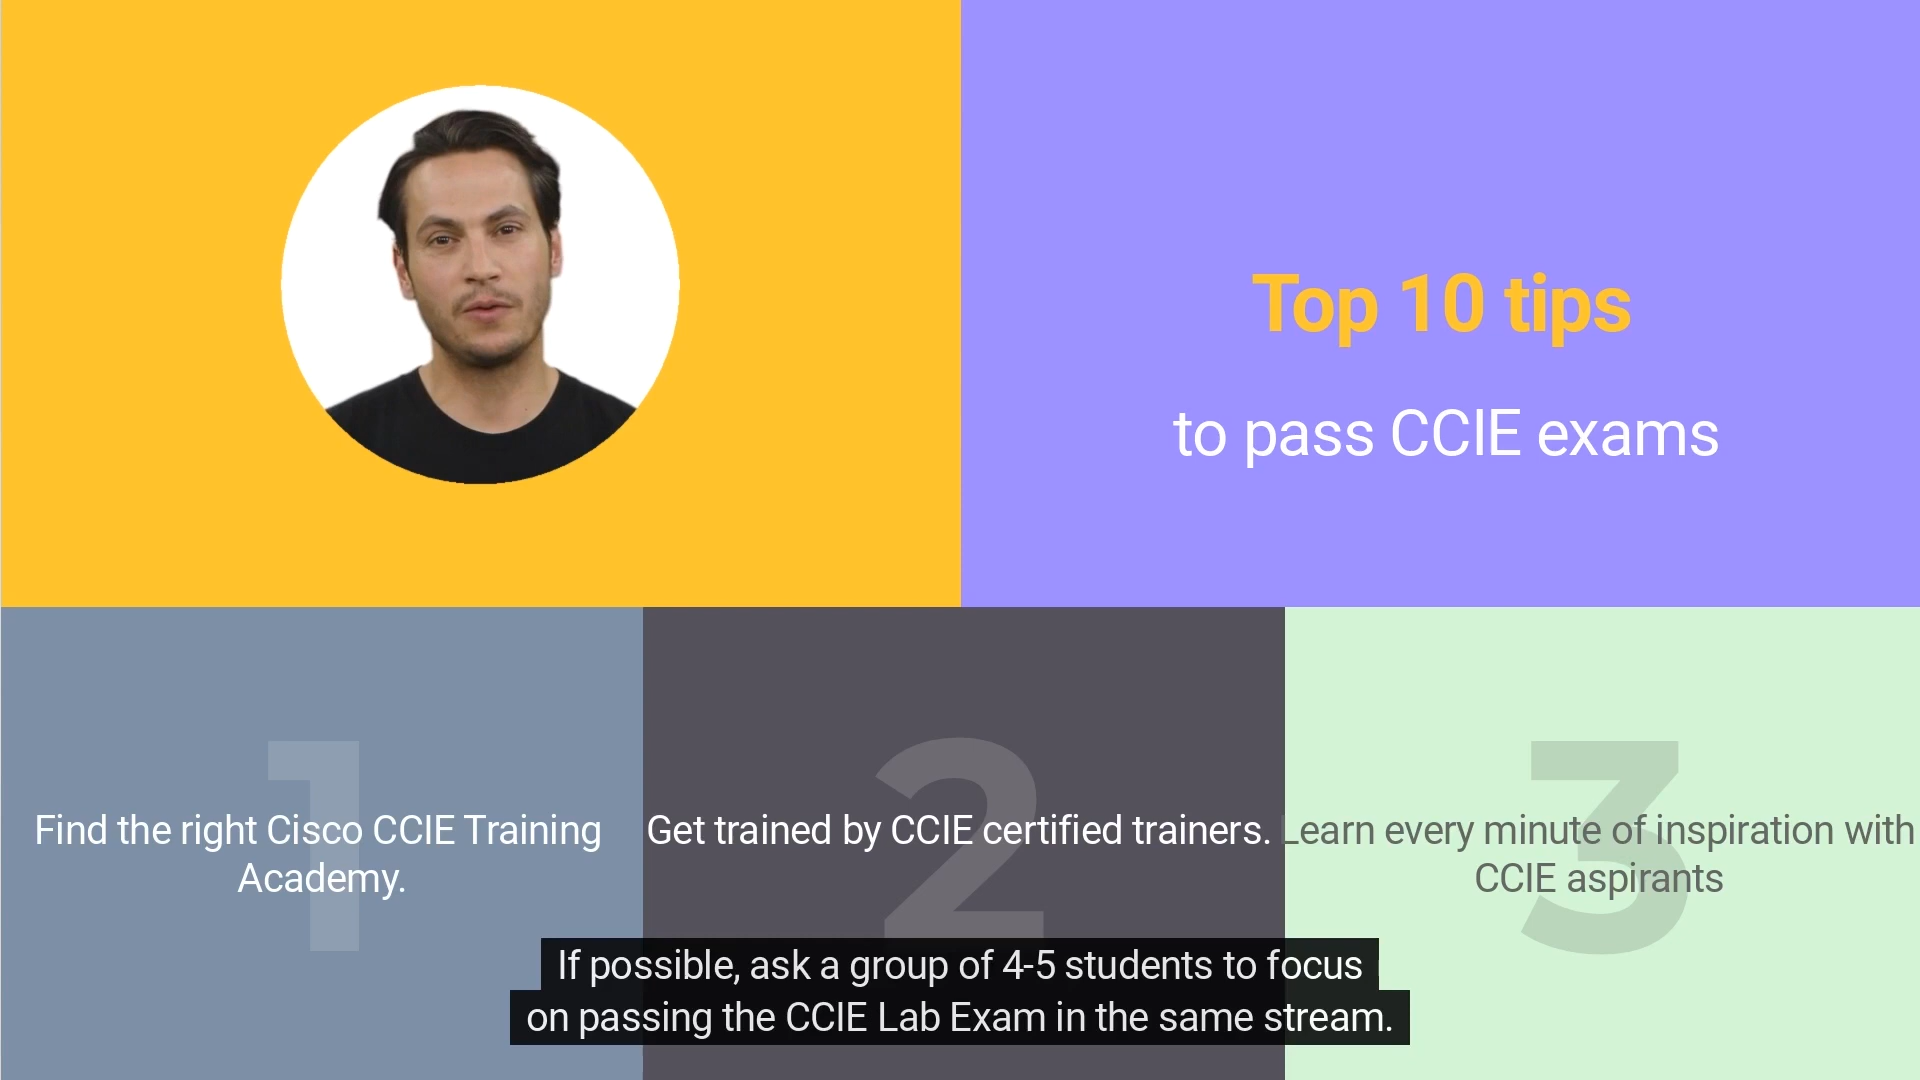 Top 10 tips
to pass CCIE exams
1
Find the right Cisco CCIE Training
Academy.
2
Get trained by CCIE certified trainers.
3
Learn every minute of inspiration with
CCIE aspirants
If possible, ask a group of 4-5 students to focus
on passing the CCIE Lab Exam in the same stream.